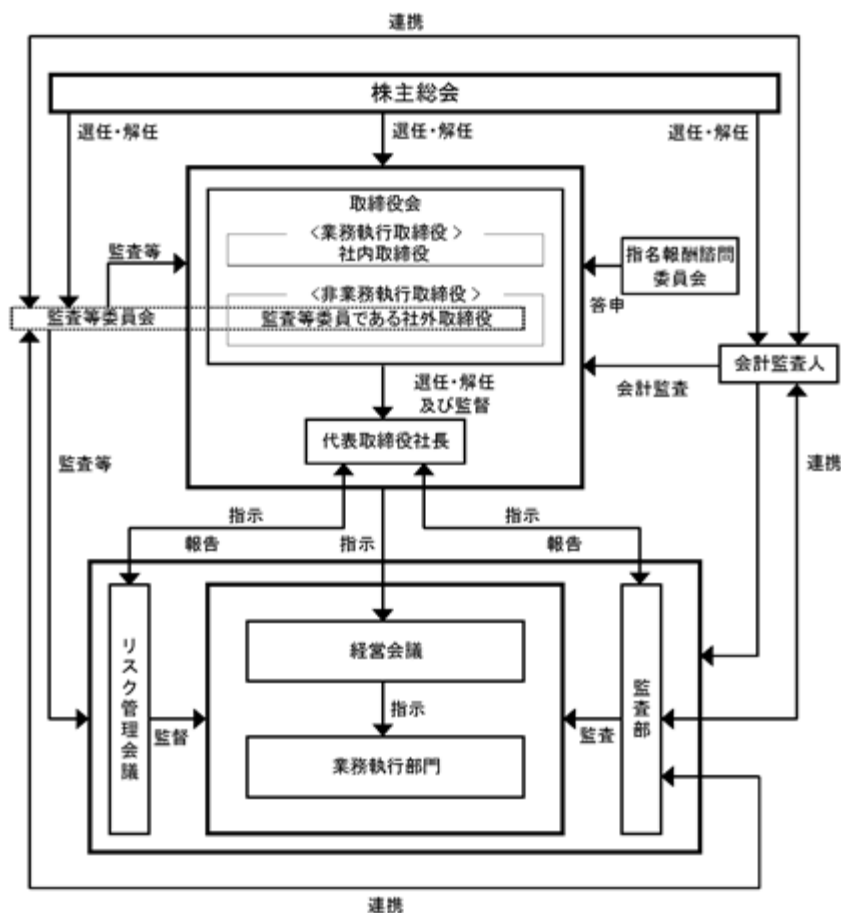 連携
株主総会
選任・解任
選任・解任
選任・解任
取締役会
<業務執行取締役>
社内取締役
監査等
指名報酬諮問
委員会
答申
<非業務執行取締役>
監査等委員会
監査等委員である社外取締役
会計監査人
会計監査
選任・解任
及び監督
代表取締役社長
監査等
連携
指示
報告
指示
指示
報告
リスク管理会議
経営会議
監査部
指示
監督
監査
業務執行部門
連携